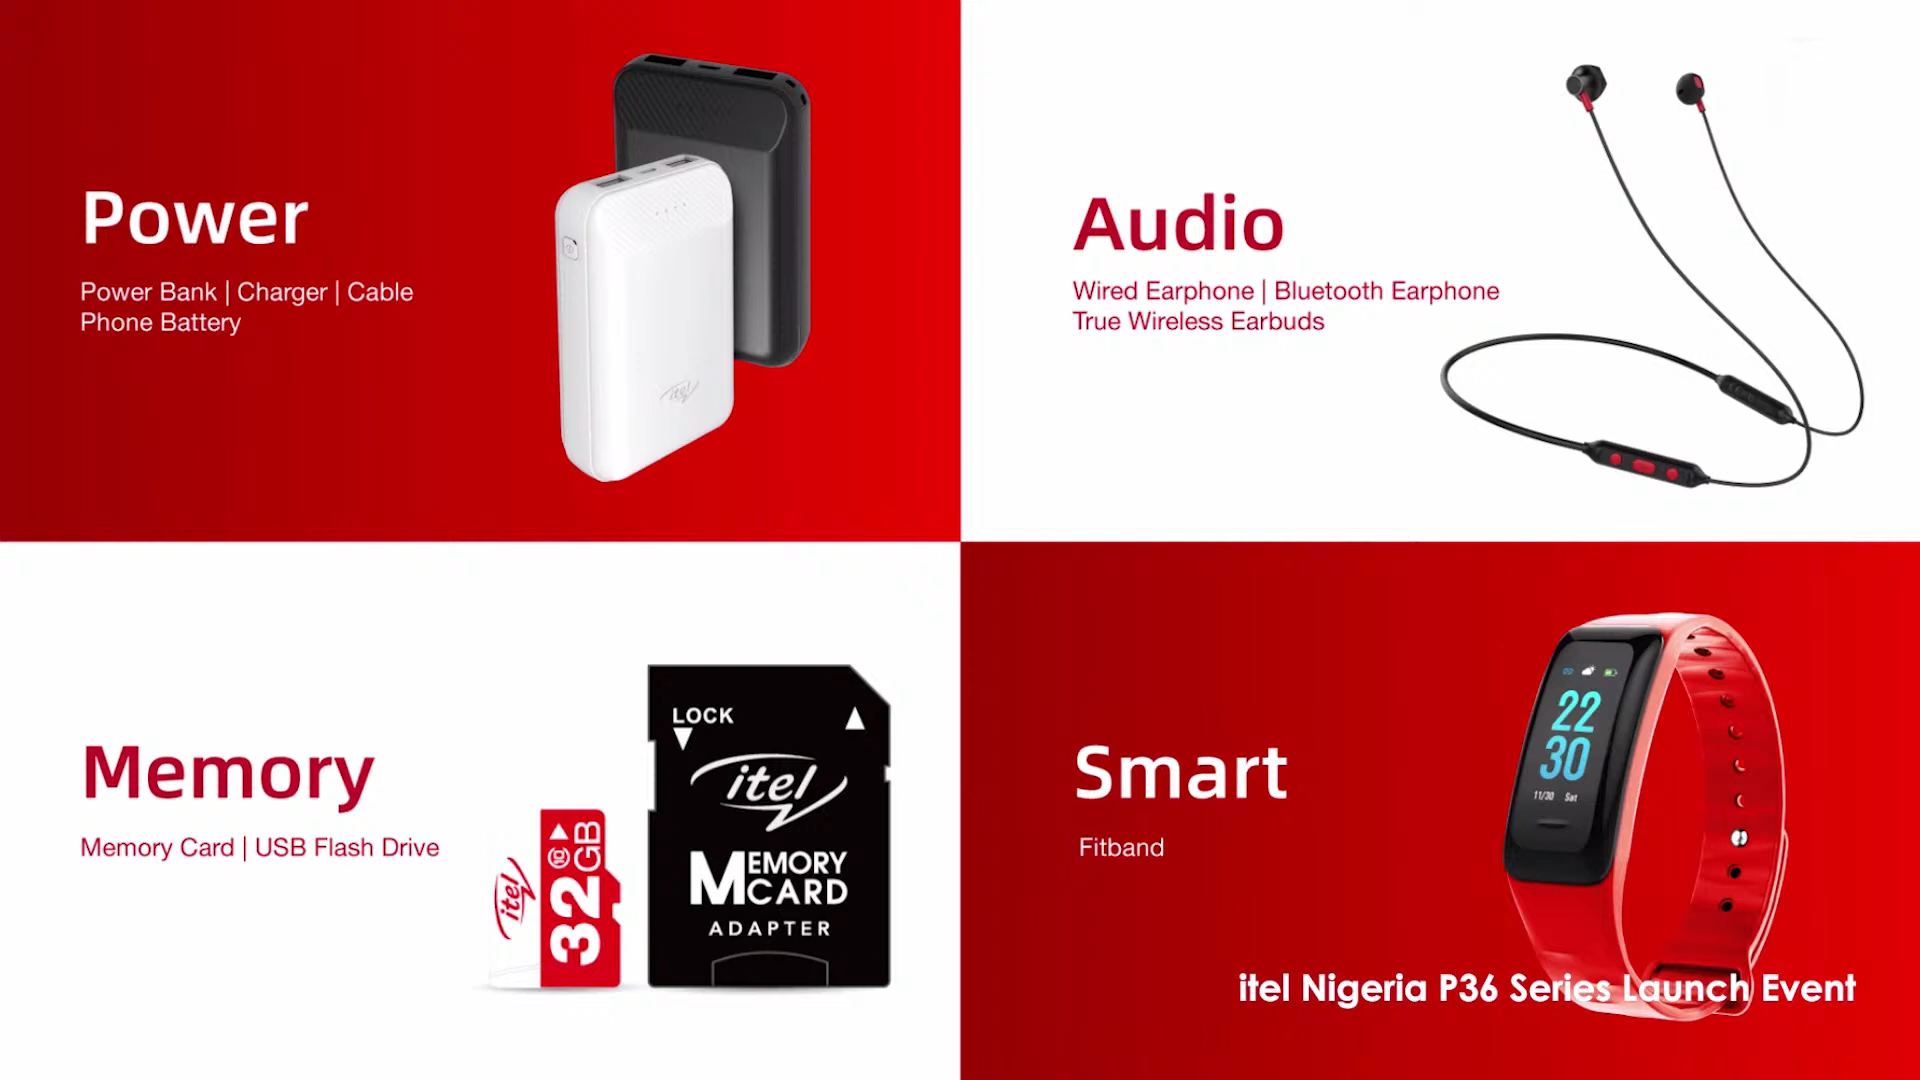 Power
Power Bank | Charger | Cable
Phone Battery
itel
Audio
Wired Earphone | Bluetooth Earphone
True Wireless Earbuds
Memory
Memory Card | USB Flash Drive
itel
32GB
10
LOCK
itel
MEMORY
CARD
ADAPTER
Smart
Fitband
22
30
11/30 Sat
itel Nigeria P36 Series Launch Event